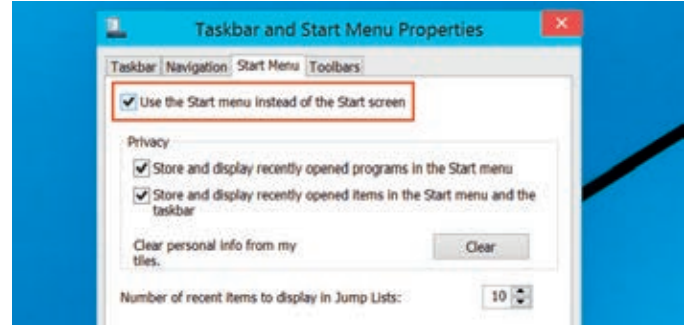 Taskbar and Start Menu Properties
Taskbar Navigation Start Menu Toolbars
Use the Start menu instead of the Start screen
Privacy
Store and display recently opened programs in the Start menu
Store and display recently opened items in the Start menu and the
taskbar
Clear personal info from my
tiles.
Clear
Number of recent items to display in Jump Lists:
10